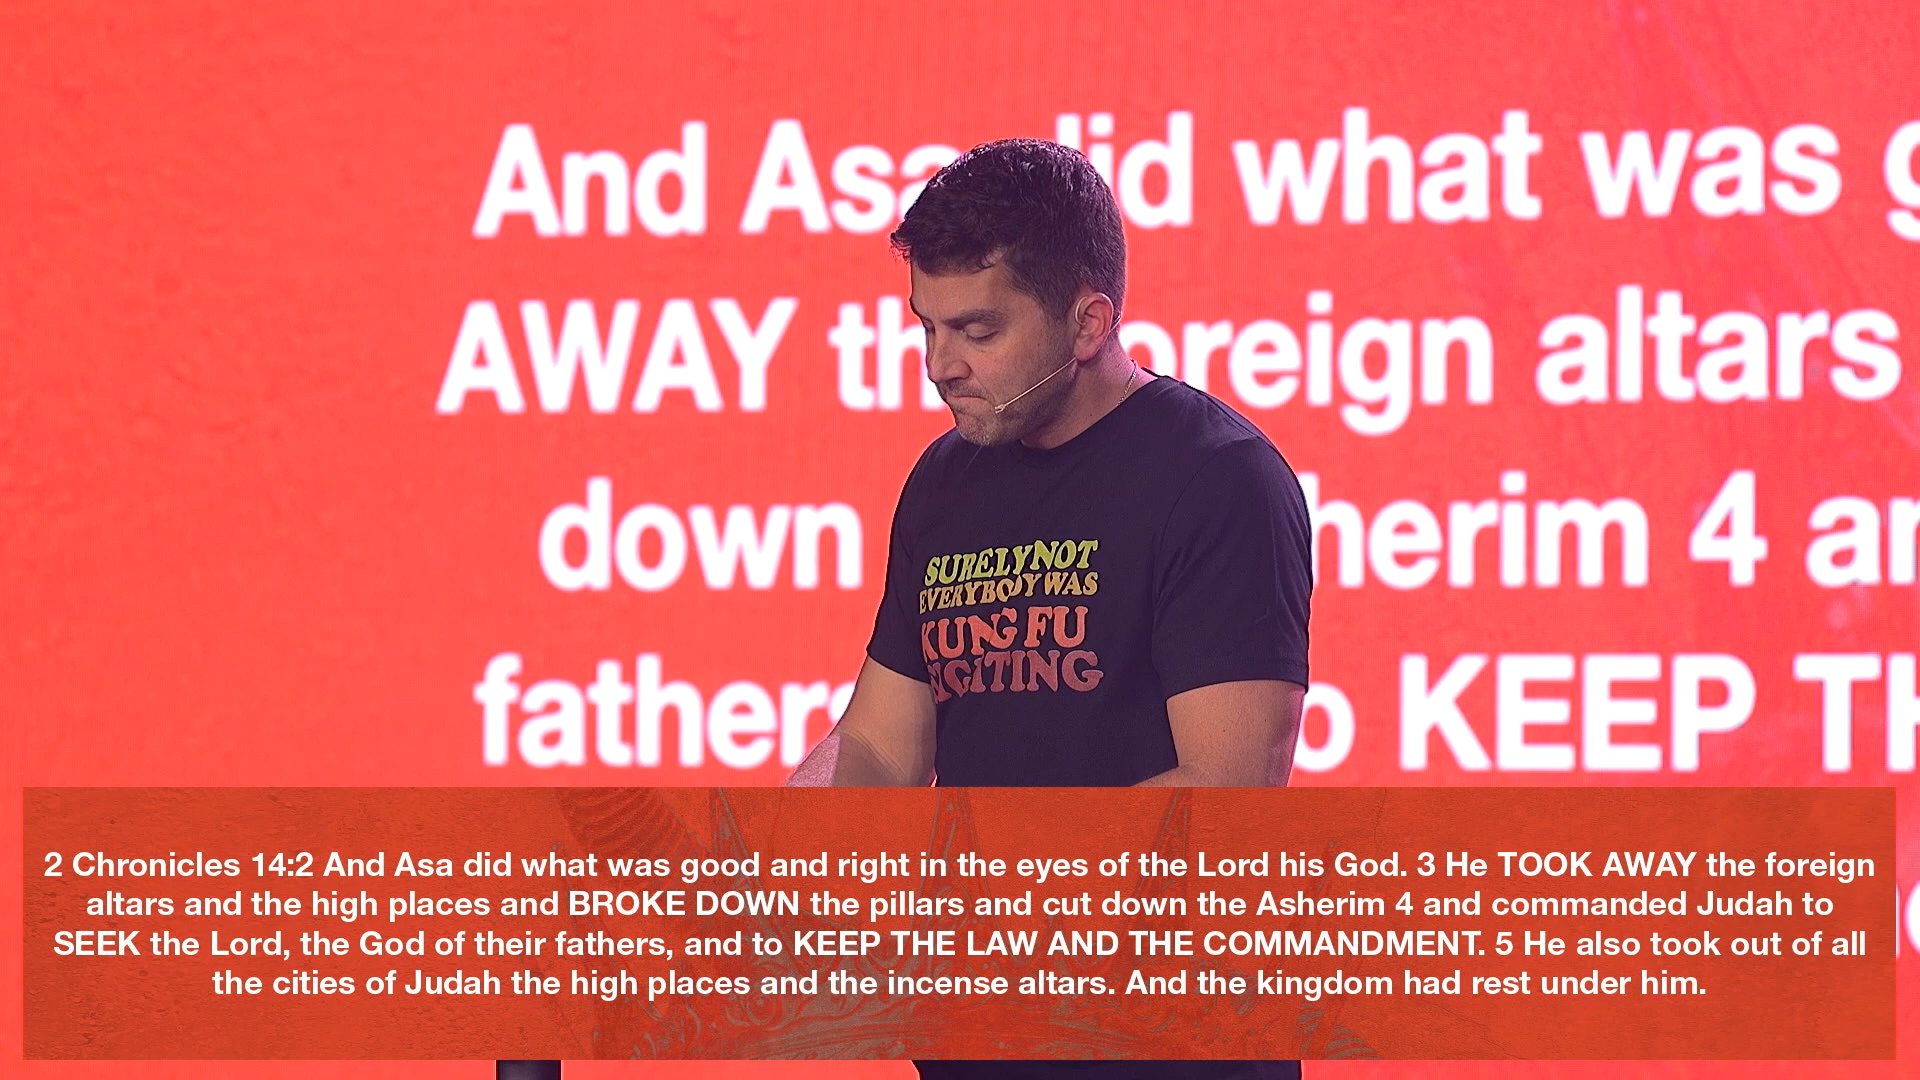 And Asa did what was
AWAY the foreign altars
down herim 4
fathers KEEP
SURELY NOT
EVERYBODY WAS
KUNG FU
FIGHTING
2 Chronicles 14:2 And Asa did what was good and right in the eyes of the Lord his God. 3 He TOOK AWAY the foreign
altars and the high places and BROKE DOWN the pillars and cut down the Asherim 4 and commanded Judah to
SEEK the Lord, the God of their fathers, and to KEEP THE LAW AND THE COMMANDMENT. 5 He also took out of all
the cities of Judah the high places and the incense altars. And the kingdom had rest under him.